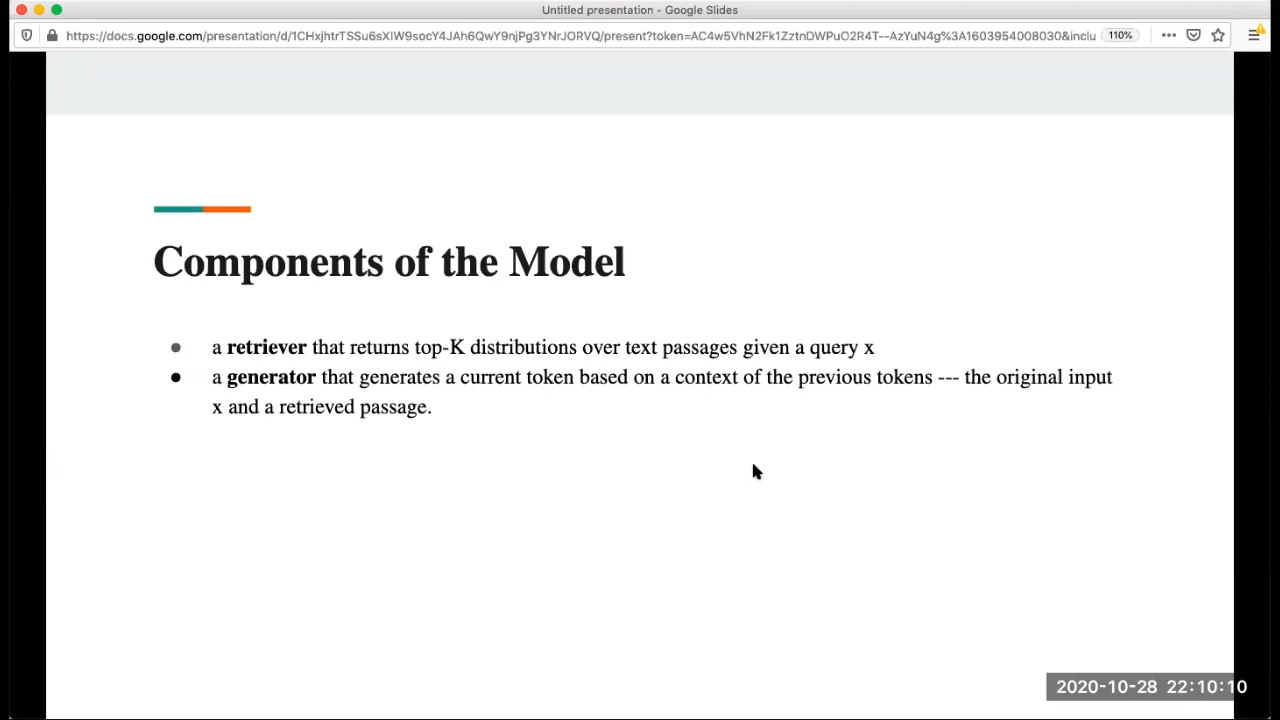 Untitled presentation - Google Slides
https://docs.google.com/presentation/d/1CHxjhtrTSSu6sXIW9socY4JAh6QwY9njPg3YNrJORVQ/present?token=AC4w5VhN2Fk1ZztnDWPuO2R4T--AzYuN4g%3A1603954008030&inclu 110%
Components of the Model
● a retriever that returns top-K distributions over text passages given a query x
● a generator that generates a current token based on a context of the previous tokens --- the original input
x and a retrieved passage.
2020-10-28 22:10:10